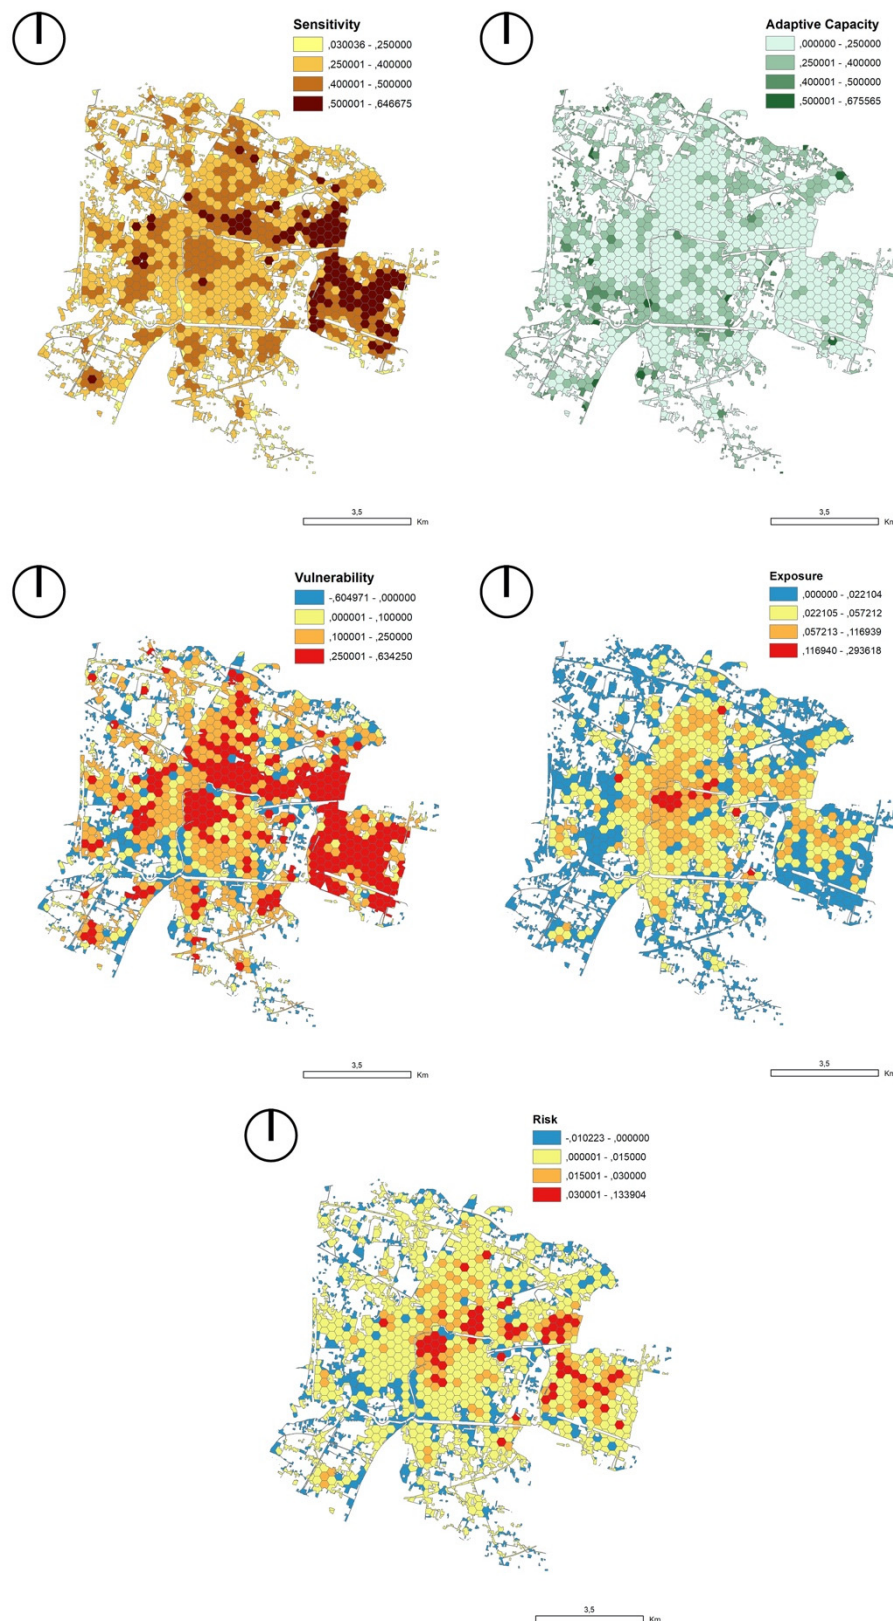 Sensitivity
,030036 - ,250000
,250001 - ,400000
,400001 - ,500000
,500001 - ,646675
3,5
Km
Adaptive Capacity
,000000 - ,250000
,250001 - ,400000
,400001 - ,500000
,500001 - ,675565
3,5
Km
Vulnerability
-,604971 - ,000000
,000001 - ,100000
,100001 - ,250000
,250001 - ,634250
3,5
Km
Exposure
,000000 - ,022104
,022105 - ,057212
,057213 - ,116939
,116940 - ,293618
3,5
Km
Risk
-,010223 - ,000000
,000001 - ,015000
,015001 - ,030000
,030001 - ,133904
3,5
Km